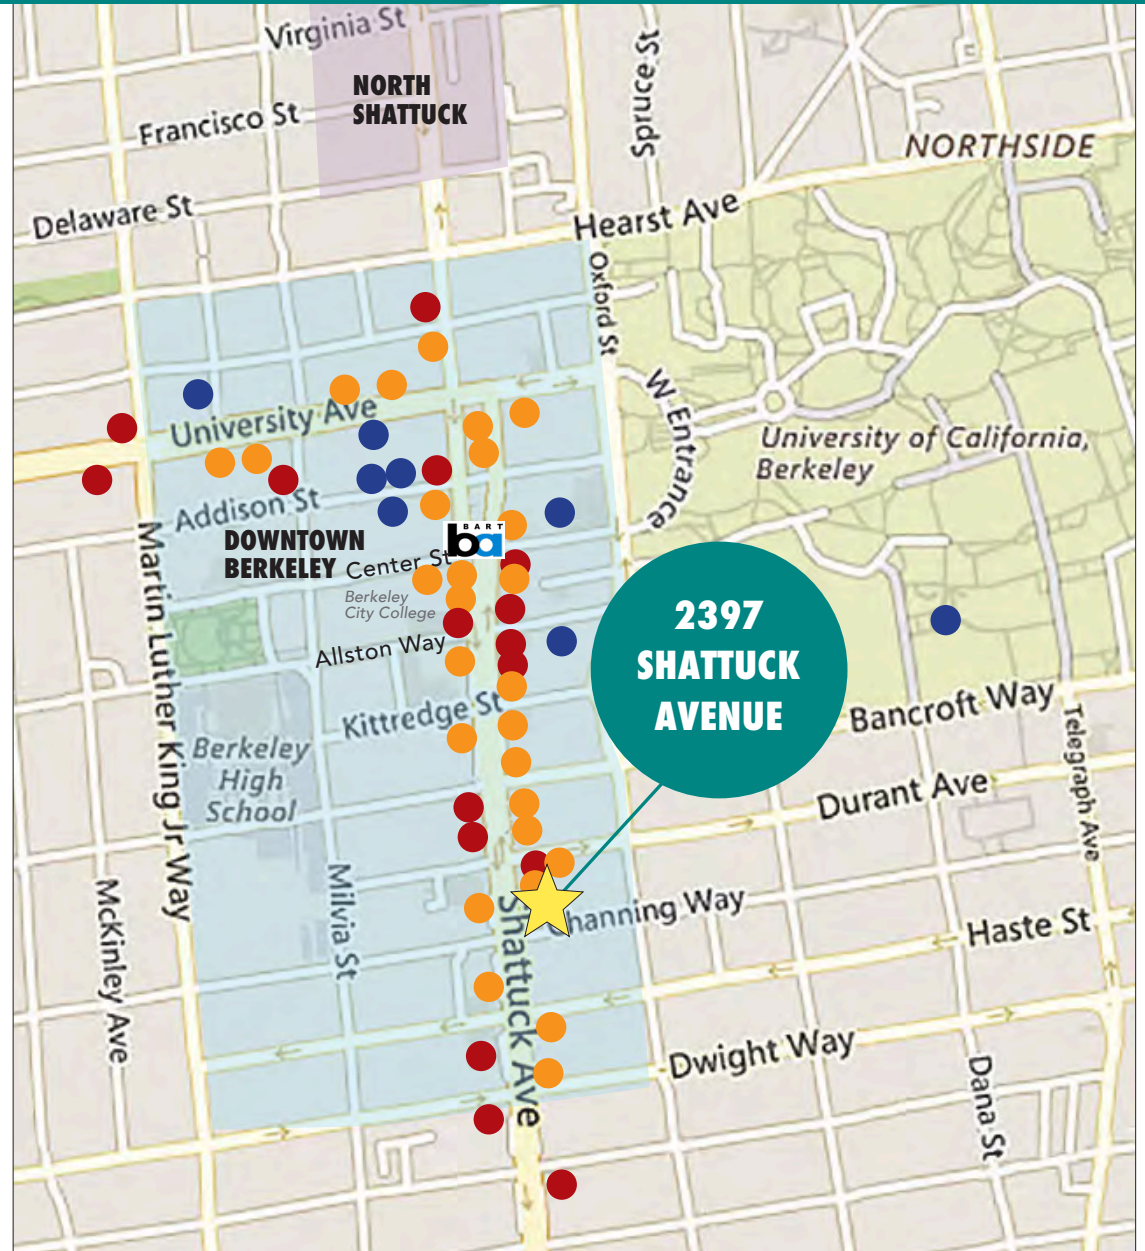 Virginia St
NORTH
SHATTUCK
Spruce St
Francisco St
NORTHSIDE
Delaware St
Hearst Ave
Oxford St
W Entrance
University Ave
University of California,
Berkeley
Addison St
BART
ba
DOWNTOWN
BERKELEY
Center St
Berkeley
City College
Martin Luther King Jr Way
2397
SHATTUCK
AVENUE
Allston Way
Kittredge St
Bancroft Way
Telegraph Ave
Berkeley
High
School
Durant Ave
McKinley Ave
Milvia St
Shattuck Ave
Channing Way
Haste St
Dwight Way
Dana St